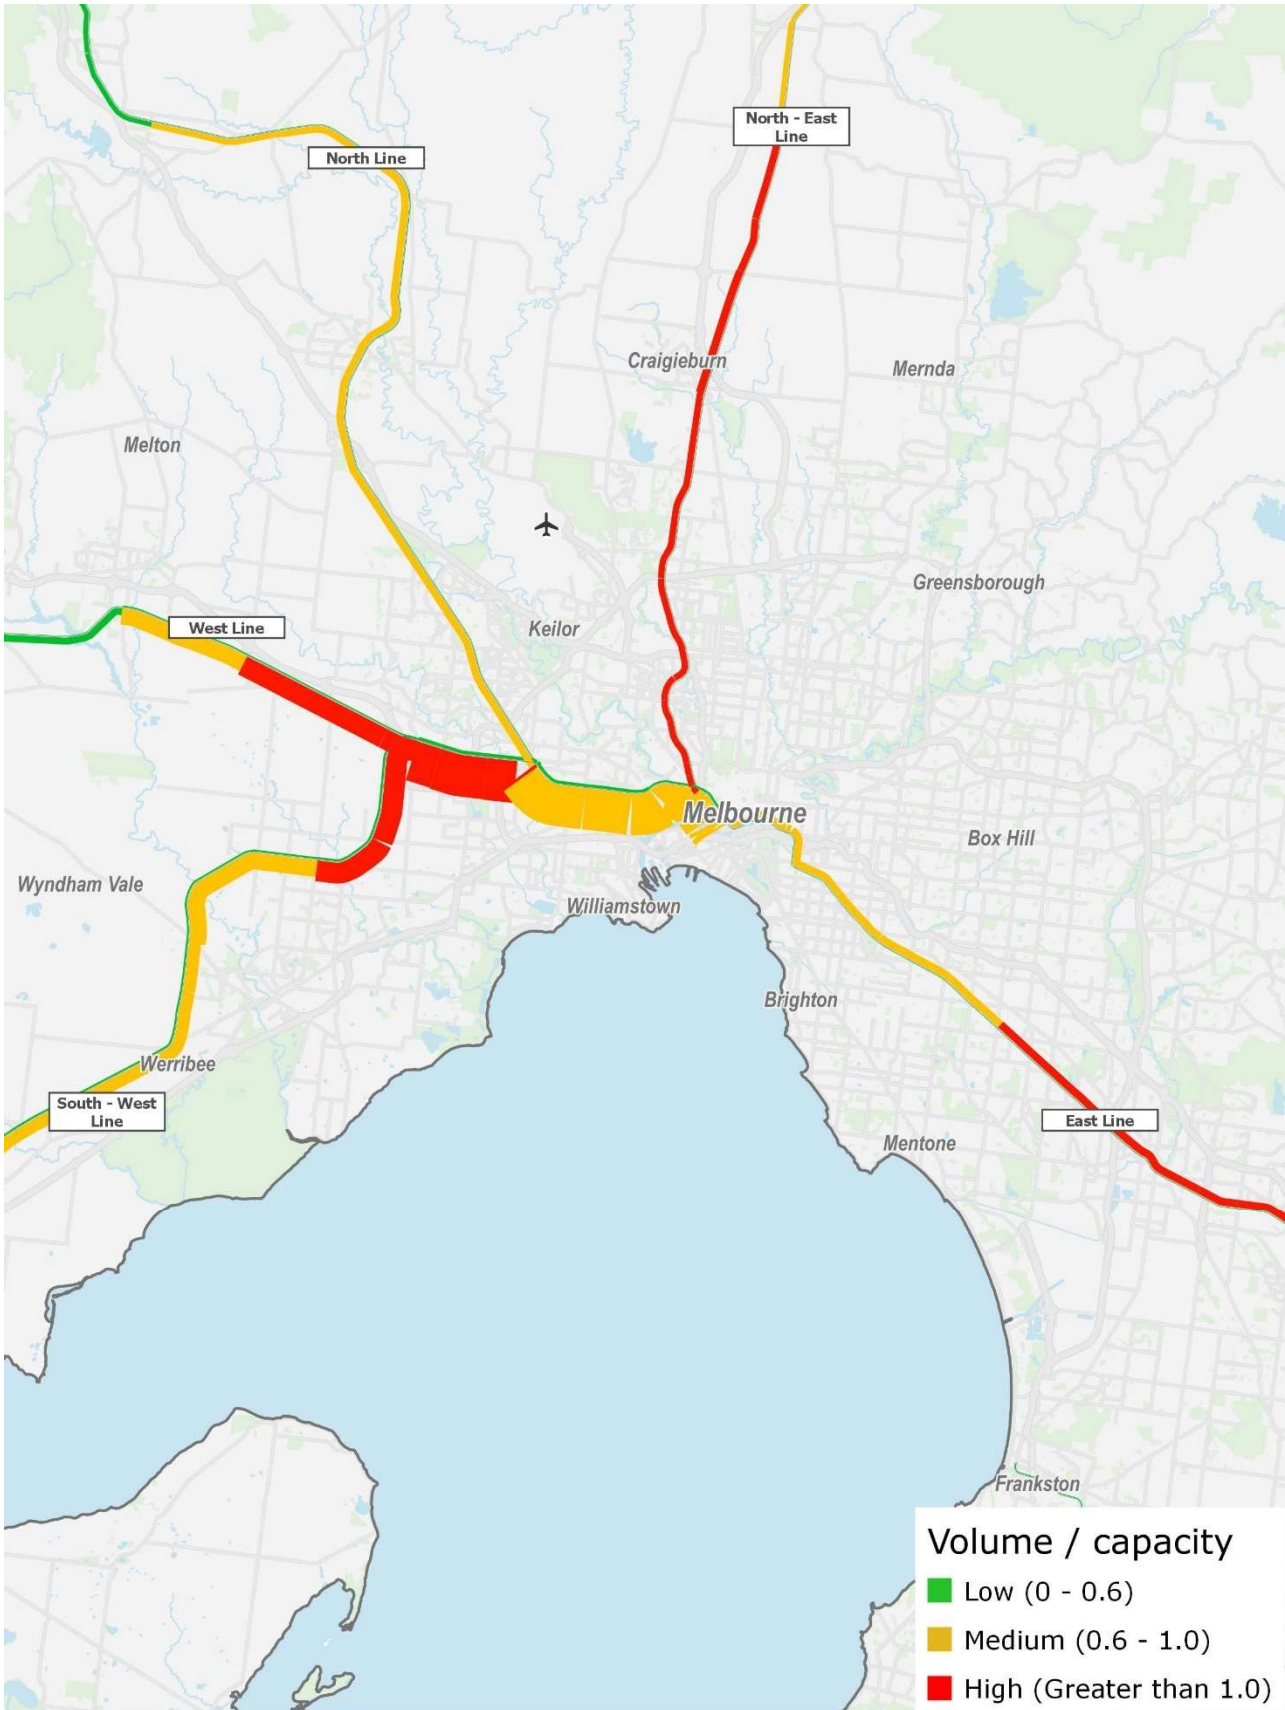 North - East
Line
North Line
Craigieburn
Mernda
Melton
Greensborough
West Line
Keilor
Melbourne
Box Hill
Wyndham Vale
Williamstown
Brighton
Werribee
South - West
Line
East Line
Mentone
Frankston
Volume / capacity
Low (0 - 0.6)
Medium (0.6 - 1.0)
High (Greater than 1.0)